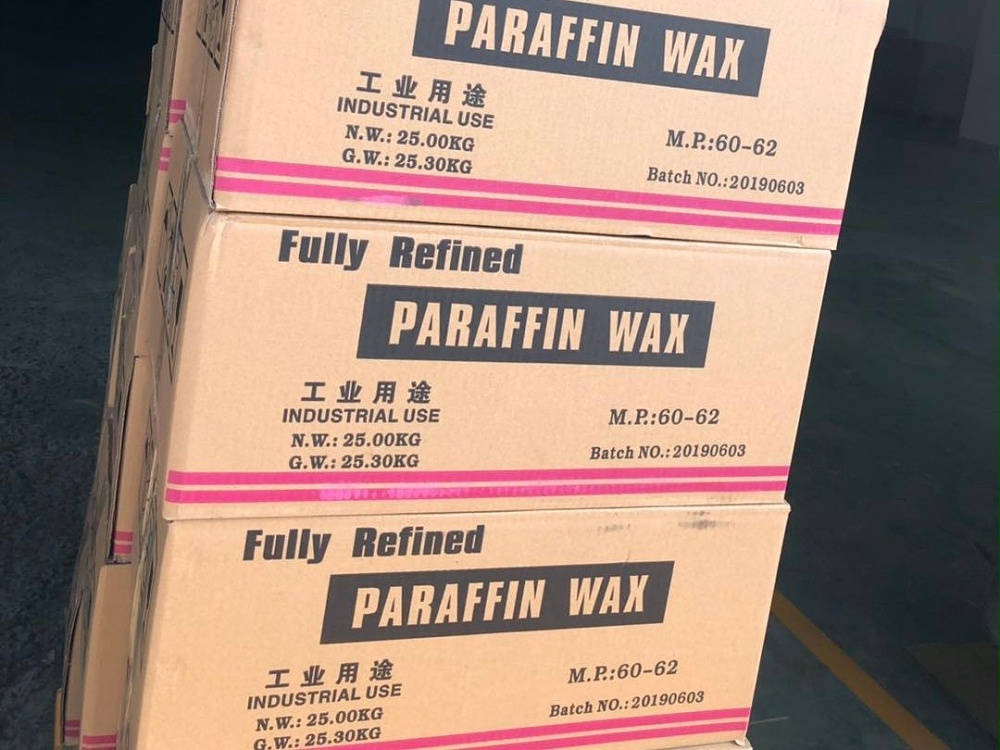 PARAFFIN WAX
工业用途
INDUSTRIAL USE
N.W.: 25.00KG
G.W.: 25.30KG
M.P.:60-62
Batch NO.:20190603
Fully Refined
PARAFFIN WAX
工业用途
INDUSTRIAL USE
N.W.: 25.00KG
G.W.: 25.30KG
M.P.:60-62
Batch NO.:20190603
Fully Refined
PARAFFIN WAX
工业用途
INDUSTRIAL USE
N.W.: 25.00KG
G.W.: 25.30KG
M.P.:60-62
Batch NO.:20190603